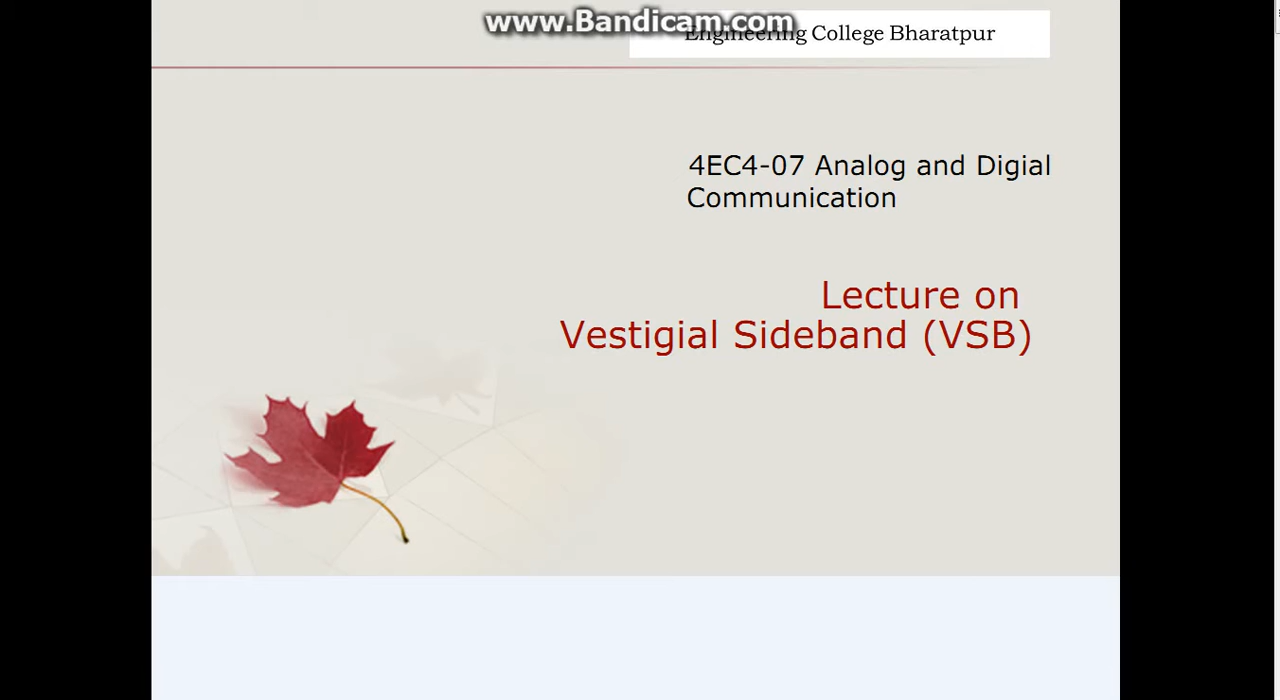 www.Bandicam.com
Engineering College Bharatpur
4EC4-07 Analog and Digial
Communication
Lecture on
Vestigial Sideband (VSB)